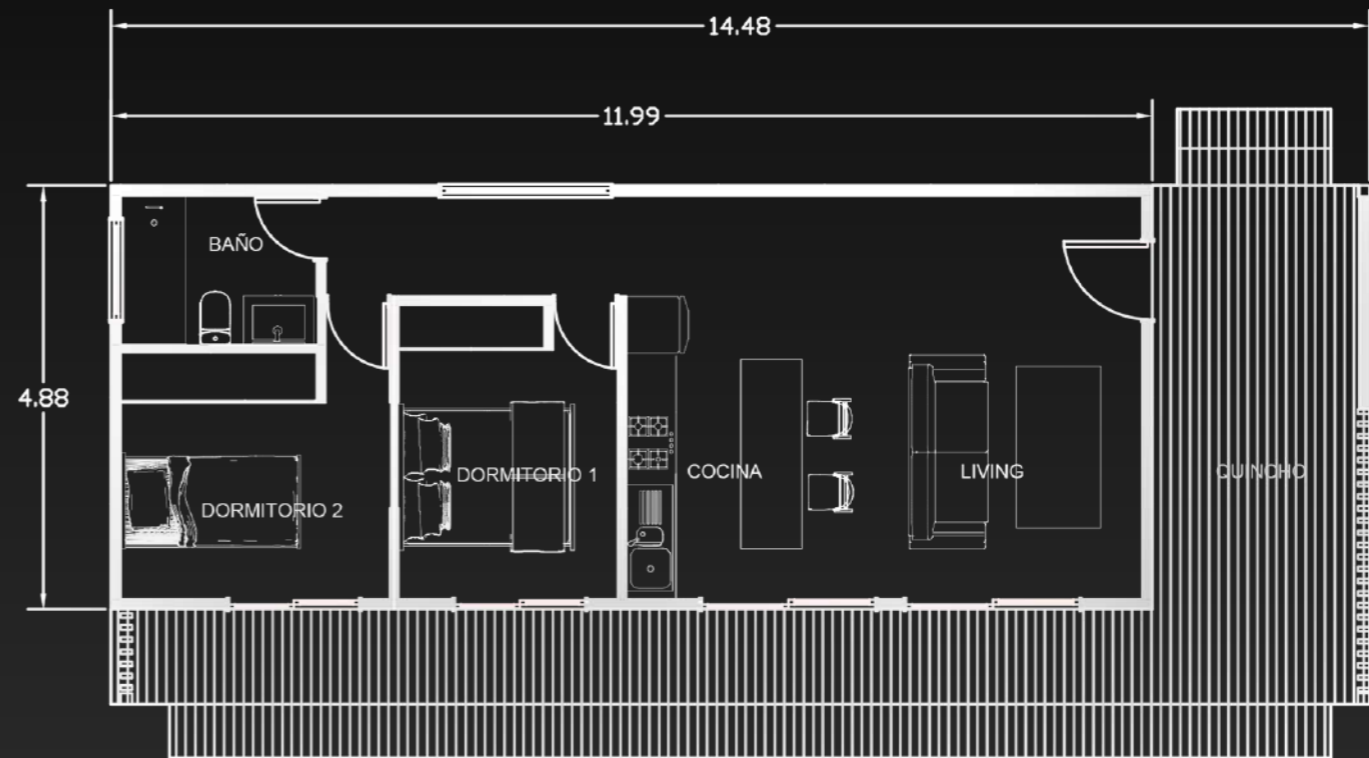 14.48
11.99
BAÑO
4.88
DORMITORIO 2
DORMITORIO 1
COCINA
LIVING
QUINCHO